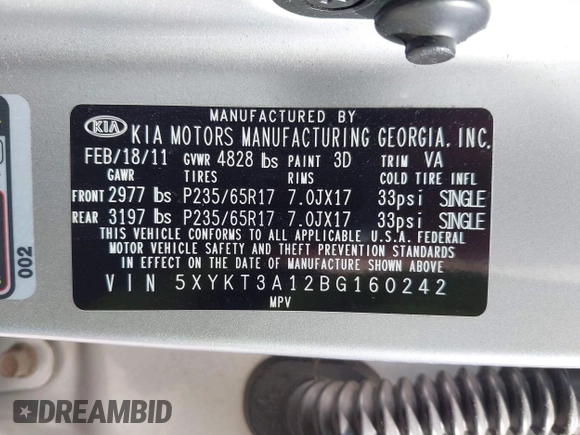 MANUFACTURED BY
KIA KIA MOTORS MANUFACTURING GEORGIA, INC.
FEB/18/11 GVWR 4828 lbs PAINT 3D TRIM VA
GAWR TIRES RIMS COLD TIRE INFL
FRONT 2977 lbs P235/65R17 7.0JX17 33psi SINGLE
REAR 3197 lbs P235/65R17 7.0JX17 33psi SINGLE
THIS VEHICLE CONFORMS TO ALL APPLICABLE U.S.A. FEDERAL
MOTOR VEHICLE SAFETY AND THEFT PREVENTION STANDARDS
IN EFFECT ON THE DATE OF MANUFACTURE SHOWN ABOVE.
VIN 5XYKT3A12BG160242
MPV
002
DREAMBID